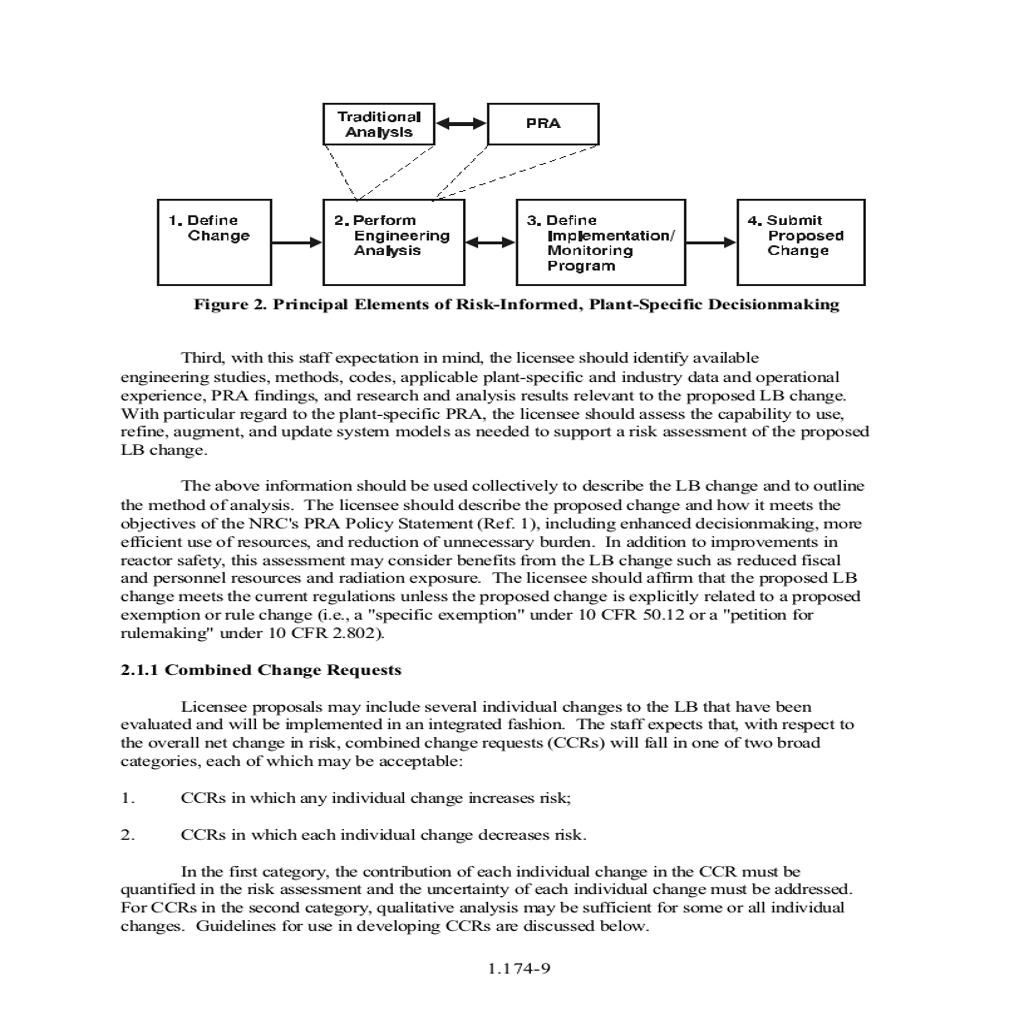 Traditional
Analysis
PRA
1. Define
Change
2. Perform
Engineering
Analysis
3. Define
Implementation/
Monitoring
Program
4. Submit
Proposed
Change
Figure 2. Principal Elements of Risk-Informed, Plant-Specific Decisionmaking
Third, with this staff expectation in mind, the licensee should identify available
engineering studies, methods, codes, applicable plant-specific and industry data and operational
experience, PRA findings, and research and analysis results relevant to the proposed LB change.
With particular regard to the plant-specific PRA, the licensee should assess the capability to use,
refine, augment, and update system models as needed to support a risk assessment of the proposed
LB change.
The above information should be used collectively to describe the LB change and to outline
the method of analysis.  The licensee should describe the proposed change and how it meets the
objectives of the NRC's PRA Policy Statement (Ref. 1), including enhanced decisionmaking, more
efficient use of resources, and reduction of unnecessary burden.  In addition to improvements in
reactor safety, this assessment may consider benefits from the LB change such as reduced fiscal
and personnel resources and radiation exposure.  The licensee should affirm that the proposed LB
change meets the current regulations unless the proposed change is explicitly related to a proposed
exemption or rule change (i.e., a "specific exemption" under 10 CFR 50.12 or a "petition for
rulemaking" under 10 CFR 2.802).
2.1.1 Combined Change Requests
Licensee proposals may include several individual changes to the LB that have been
evaluated and will be implemented in an integrated fashion.  The staff expects that, with respect to
the overall net change in risk, combined change requests (CCRs) will fall in one of two broad
categories, each of which may be acceptable:
1. CCRs in which any individual change increases risk;
2. CCRs in which each individual change decreases risk.
In the first category, the contribution of each individual change in the CCR must be
quantified in the risk assessment and the uncertainty of each individual change must be addressed.
For CCRs in the second category, qualitative analysis may be sufficient for some or all individual
changes.  Guidelines for use in developing CCRs are discussed below.
1.174-9